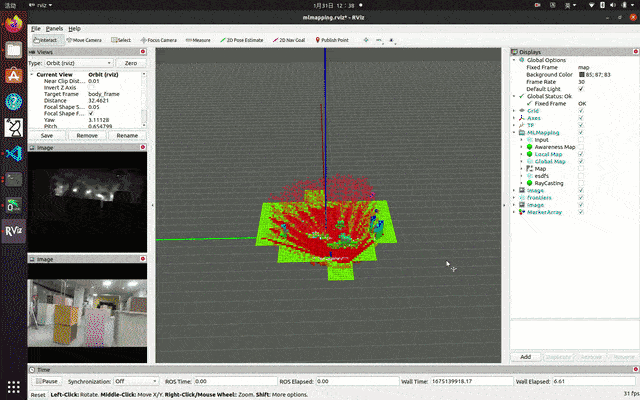 活动
rviz
1月31日 12：38
英
mlmapping.rviz* - RViz
File Panels Help
Interact Move Camera Select Focus Camera Measure 2D Pose Estimate 2D Nav Goal Publish Point
Views
Type: Orbit (rviz) Zero
Current View Orbit (rviz)
Near Clip Dist... 0.01
Invert Z Axis
Target Frame body_frame
Distance 32.4621
Focal Shape S... 0.05
Focal Shape F...
Yaw 3.11128
Pitch 0.654799
Save Remove Rename
Image
Image
RViz
Displays
Global Options
Fixed Frame map
Background Color 85; 87; 83
Frame Rate 30
Default Light
Global Status: Ok
Fixed Frame OK
Grid
Axes
TF
MLMapping
Input
Awareness Map
Local Map
Global Map
Map
esdfs
RayCasting
Image
frontiers
Image
MarkerArray
Add Duplicate Remove Rename
Time
Pause Synchronization: Off ROS Time: 0.00 ROS Elapsed: 0.00 Wall Time: 1675139918.17 Wall Elapsed: 6.61
Reset Left-Click: Rotate. Middle-Click: Move X/Y. Right-Click/Mouse Wheel: Zoom. Shift: More options. 31 fps